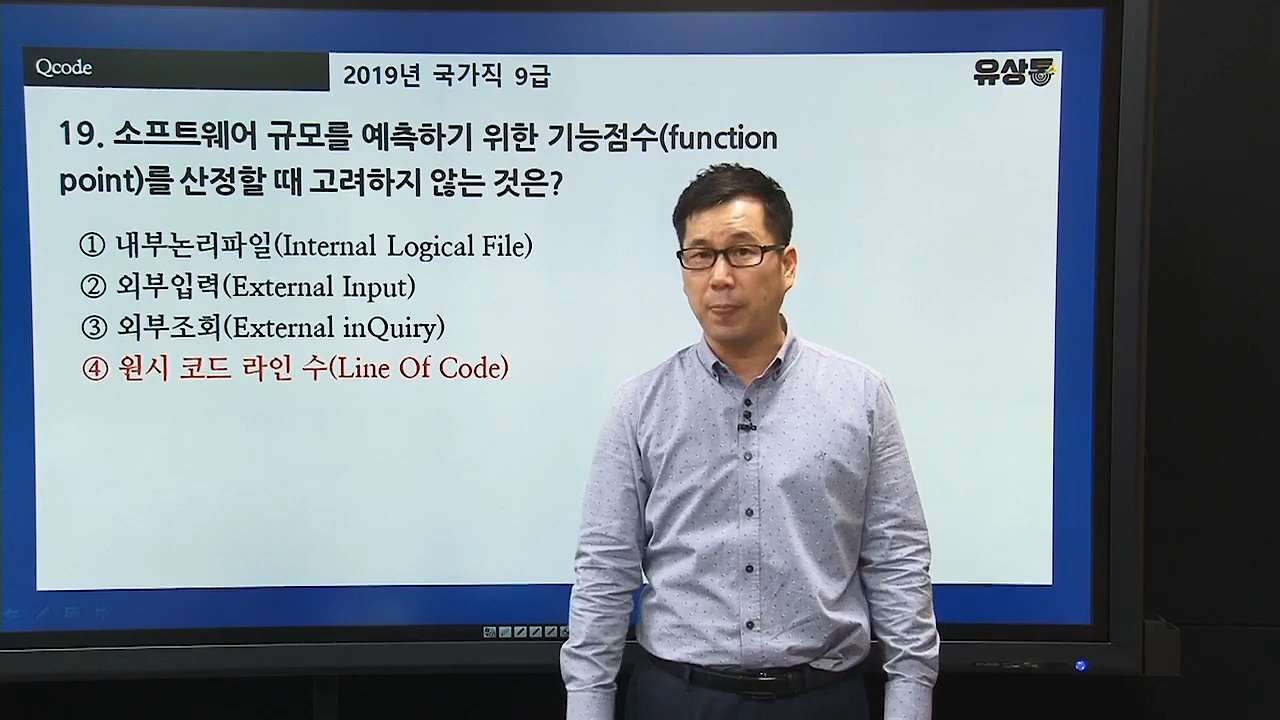 Qcode
2019년 국가직 9급
유상통
19. 소프트웨어 규모를 예측하기 위한 기능점수(function
point)를 산정할 때 고려하지 않는 것은?
① 내부논리파일(Internal Logical File)
② 외부입력(External Input)
③ 외부조회(External inQuiry)
④ 원시 코드 라인 수(Line Of Code)